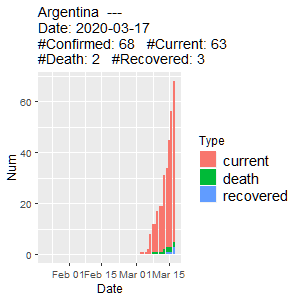 Argentina  ---
Date: 2020-03-17
#Confirmed: 68   #Current: 63
#Death: 2   #Recovered: 3
60
40
20
0
Num
Feb 01 Feb 15 Mar 01 Mar 15
Date
Type
current
death
recovered